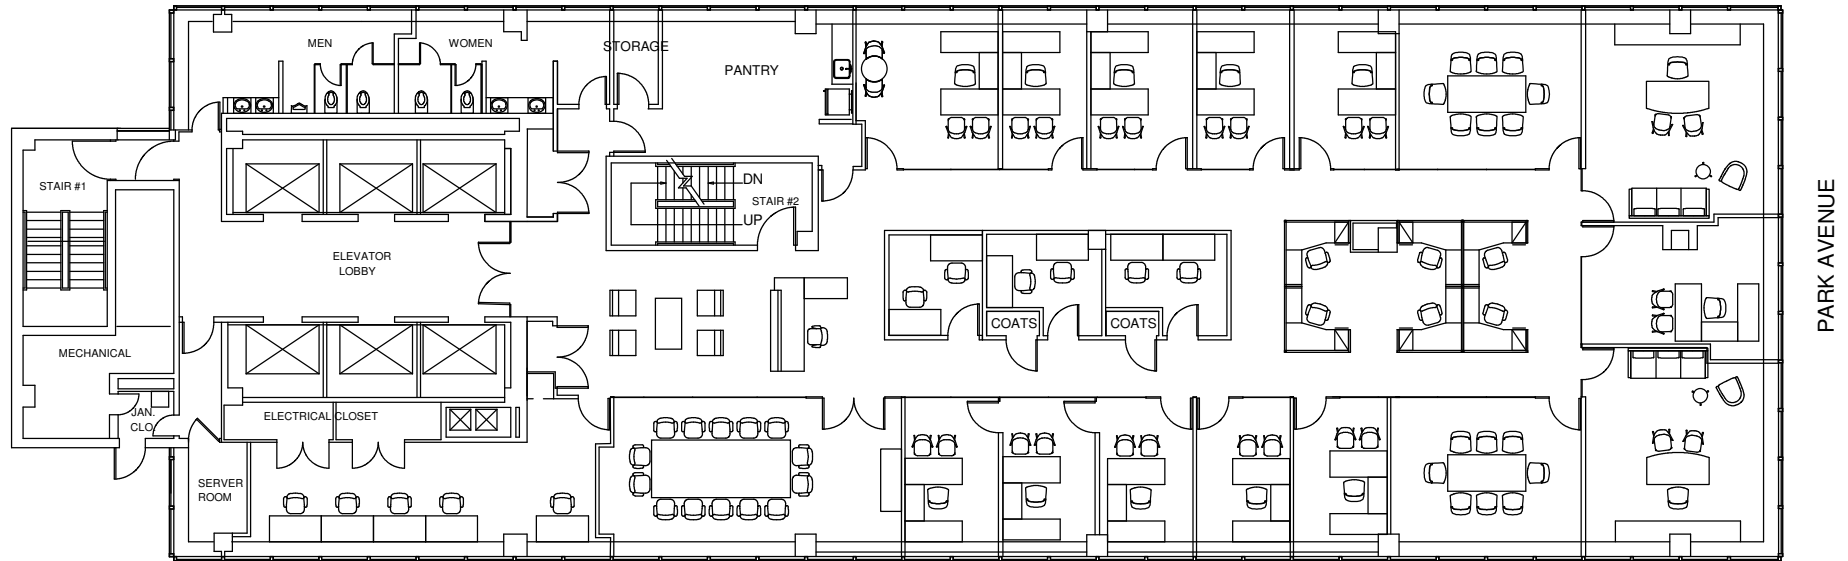 MEN
WOMEN
STORAGE
PANTRY
STAIR #1
DN
STAIR #2
UP
ELEVATOR
LOBBY
PARK AVENUE
COATS
COATS
MECHANICAL
JAN.
CLO.
ELECTRICAL CLOSET
SERVER
ROOM